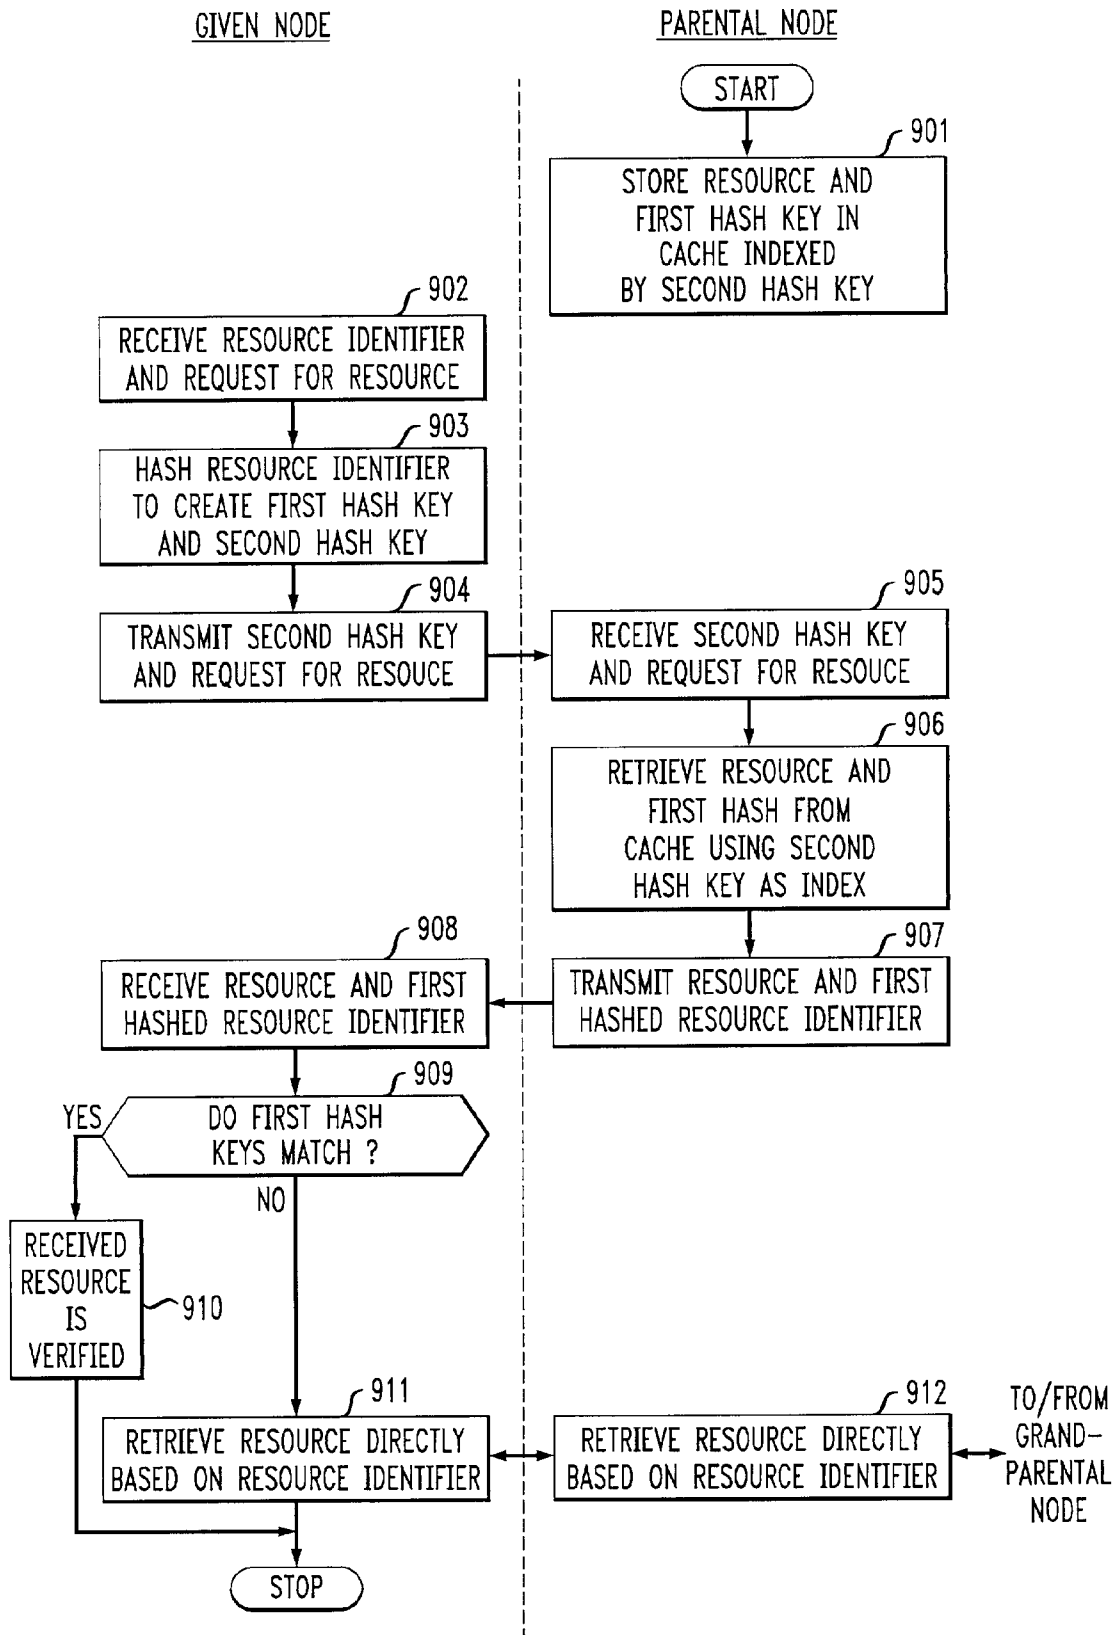 GIVEN NODE
PARENTAL NODE
START
901
STORE RESOURCE AND
FIRST HASH KEY IN
CACHE INDEXED
BY SECOND HASH KEY
902
RECEIVE RESOURCE IDENTIFIER
AND REQUEST FOR RESOURCE
903
HASH RESOURCE IDENTIFIER
TO CREATE FIRST HASH KEY
AND SECOND HASH KEY
904
TRANSMIT SECOND HASH KEY
AND REQUEST FOR RESOUCE
905
RECEIVE SECOND HASH KEY
AND REQUEST FOR RESOUCE
906
RETRIEVE RESOURCE AND
FIRST HASH FROM
CACHE USING SECOND
HASH KEY AS INDEX
907
TRANSMIT RESOURCE AND FIRST
HASHED RESOURCE IDENTIFIER
908
RECEIVE RESOURCE AND FIRST
HASHED RESOURCE IDENTIFIER
909
DO FIRST HASH
KEYS MATCH ?
YES
NO
RECEIVED
RESOURCE
IS
VERIFIED
910
911
RETRIEVE RESOURCE DIRECTLY
BASED ON RESOURCE IDENTIFIER
912
RETRIEVE RESOURCE DIRECTLY
BASED ON RESOURCE IDENTIFIER
TO/FROM
GRAND-
PARENTAL
NODE
STOP